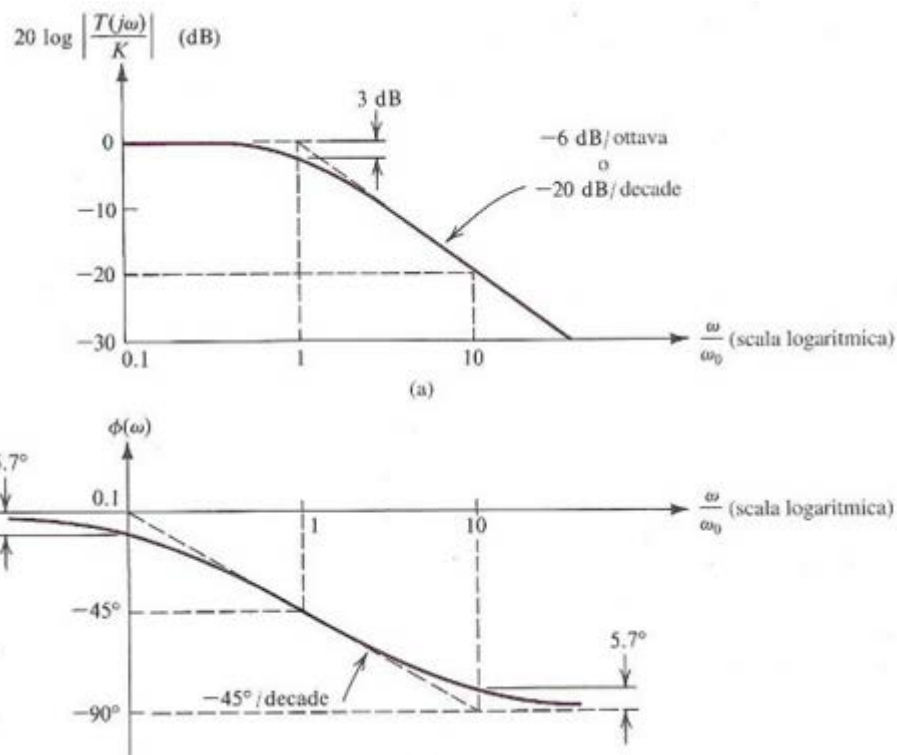 20 log |T(jω)/K| (dB)
3 dB
0
−6 dB/ottava
o
−20 dB/decade
−10
−20
−30
0.1
1
10
ω/ω₀ (scala logaritmica)
(a)
ϕ(ω)
.7°
0.1
1
10
ω/ω₀ (scala logaritmica)
−45°
5.7°
−45°/decade
−90°